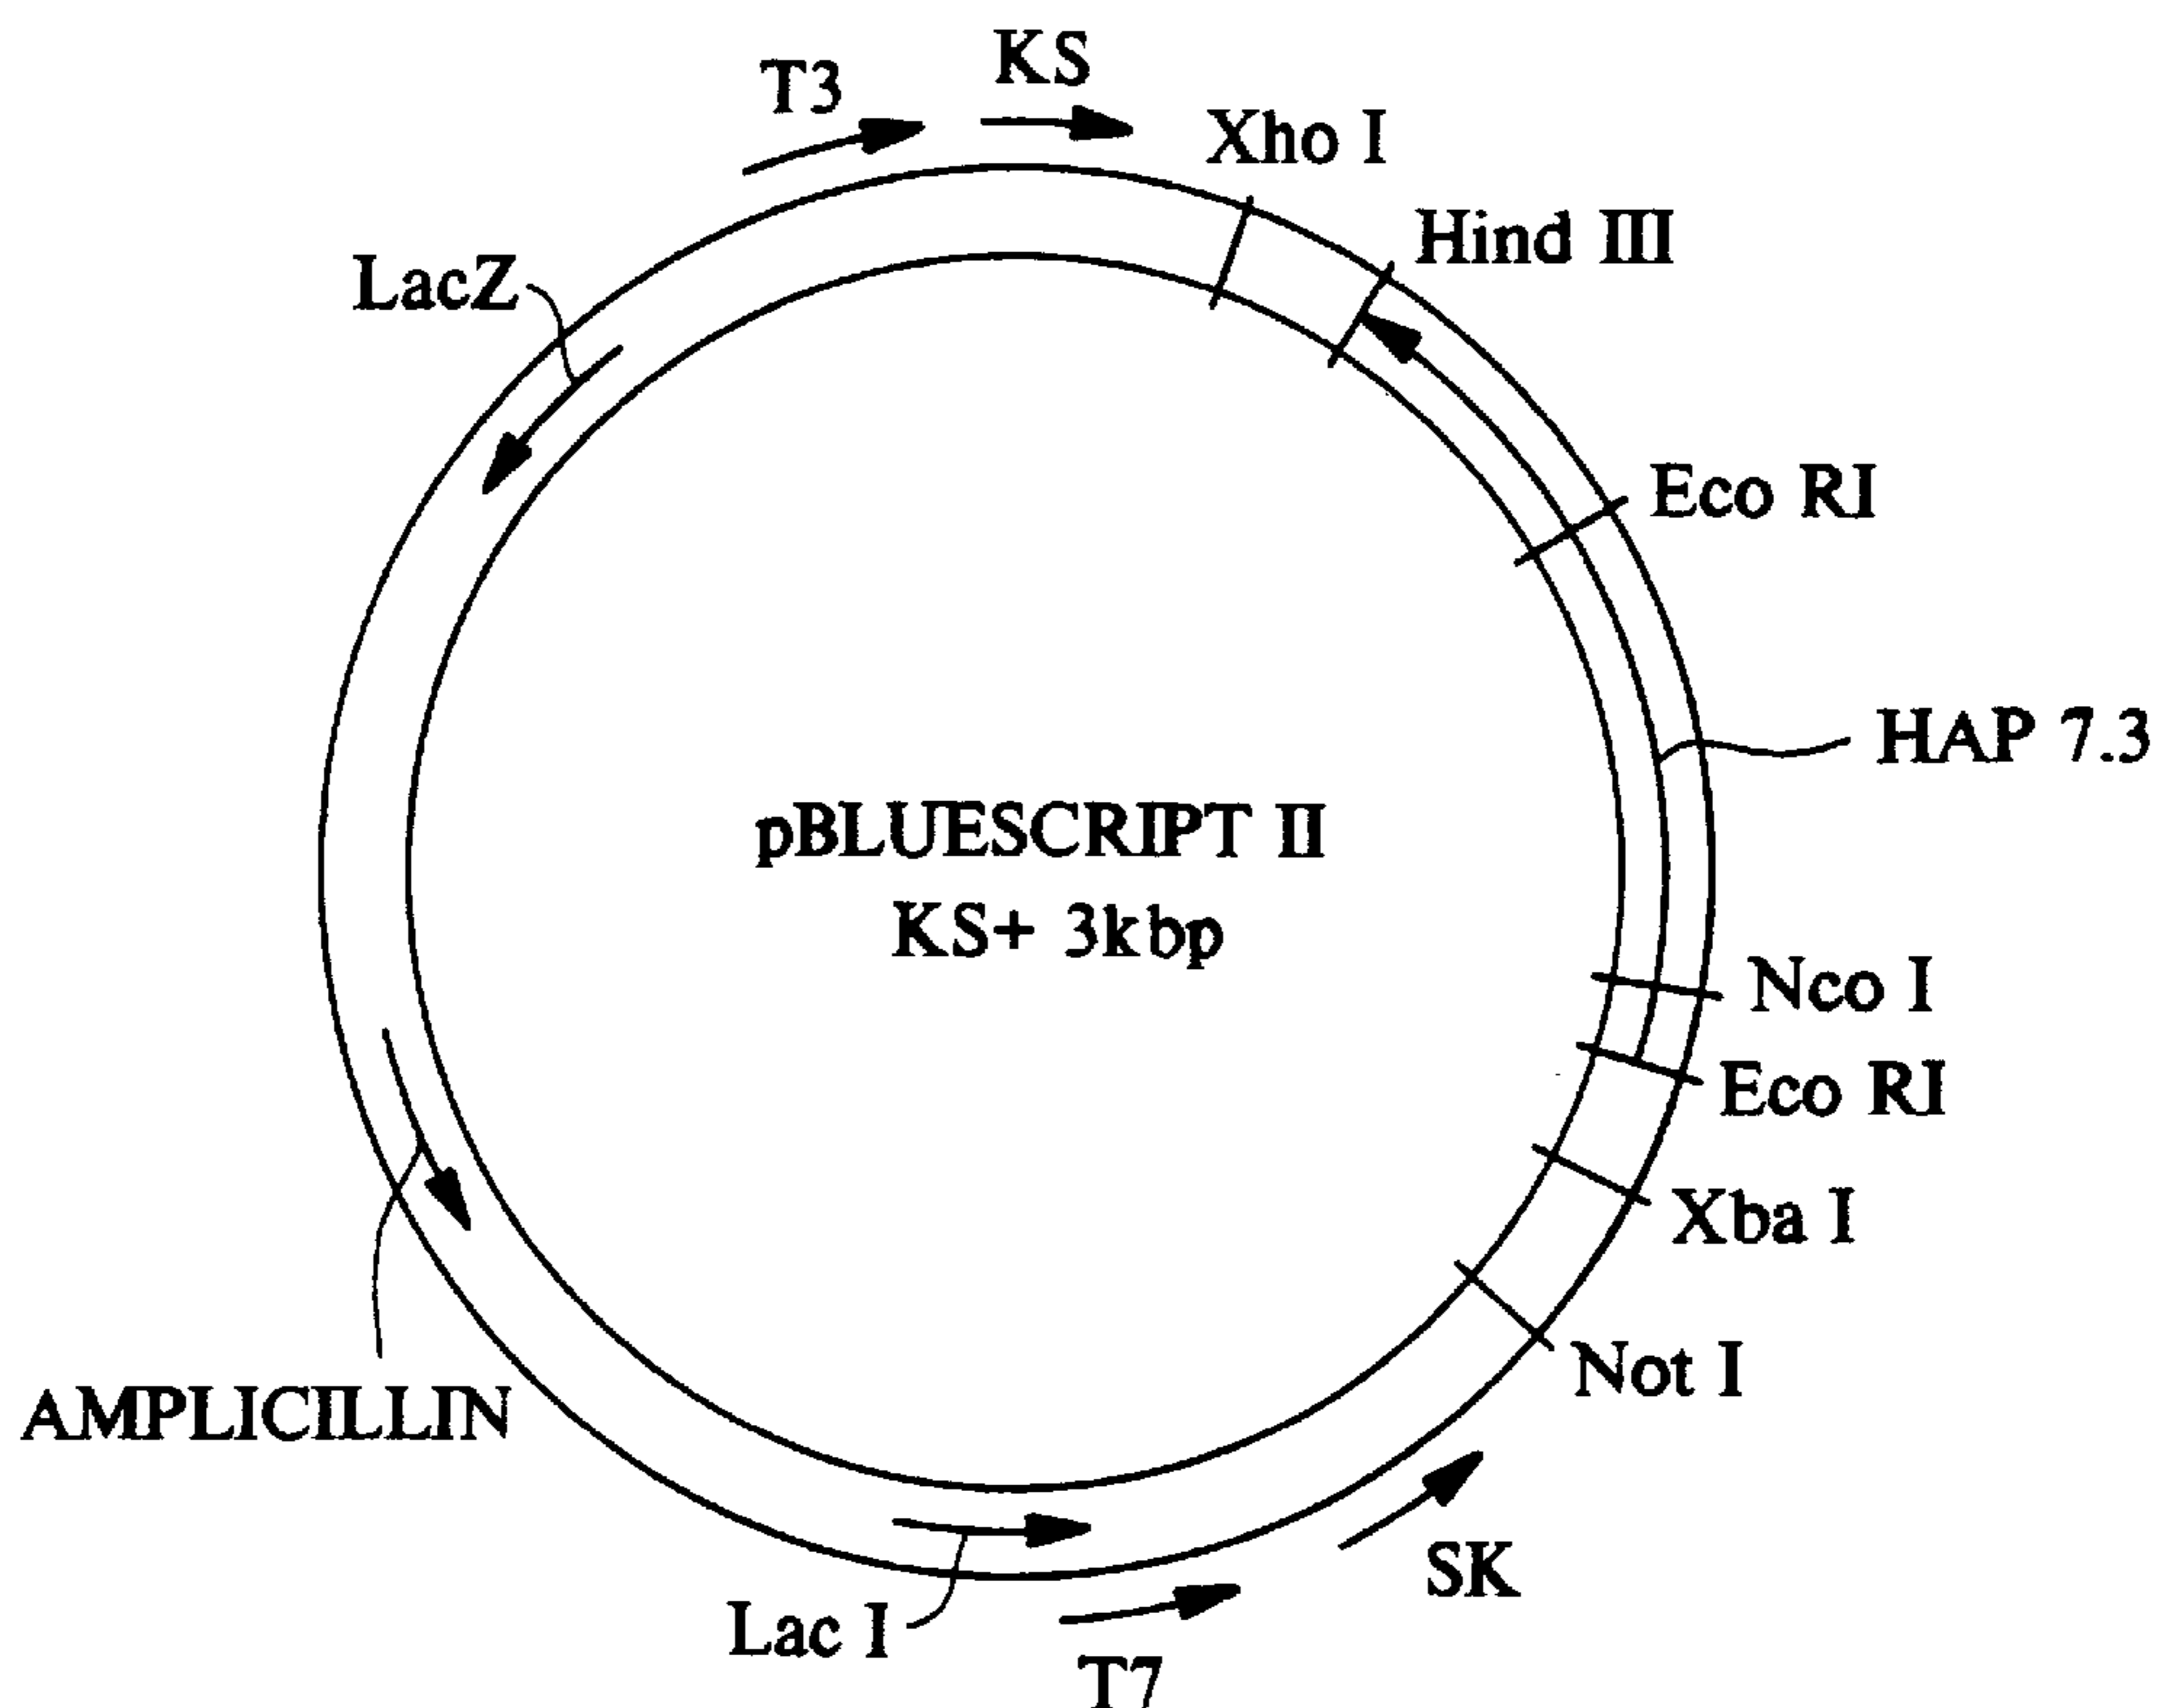 KS
T3
Xho I
Hind III
LacZ
Eco RI
HAP 7.3
pBLUESCRIPT II
KS+ 3kbp
Nco I
Eco RI
Xba I
Not I
AMPLICILLIN
SK
Lac I
T7